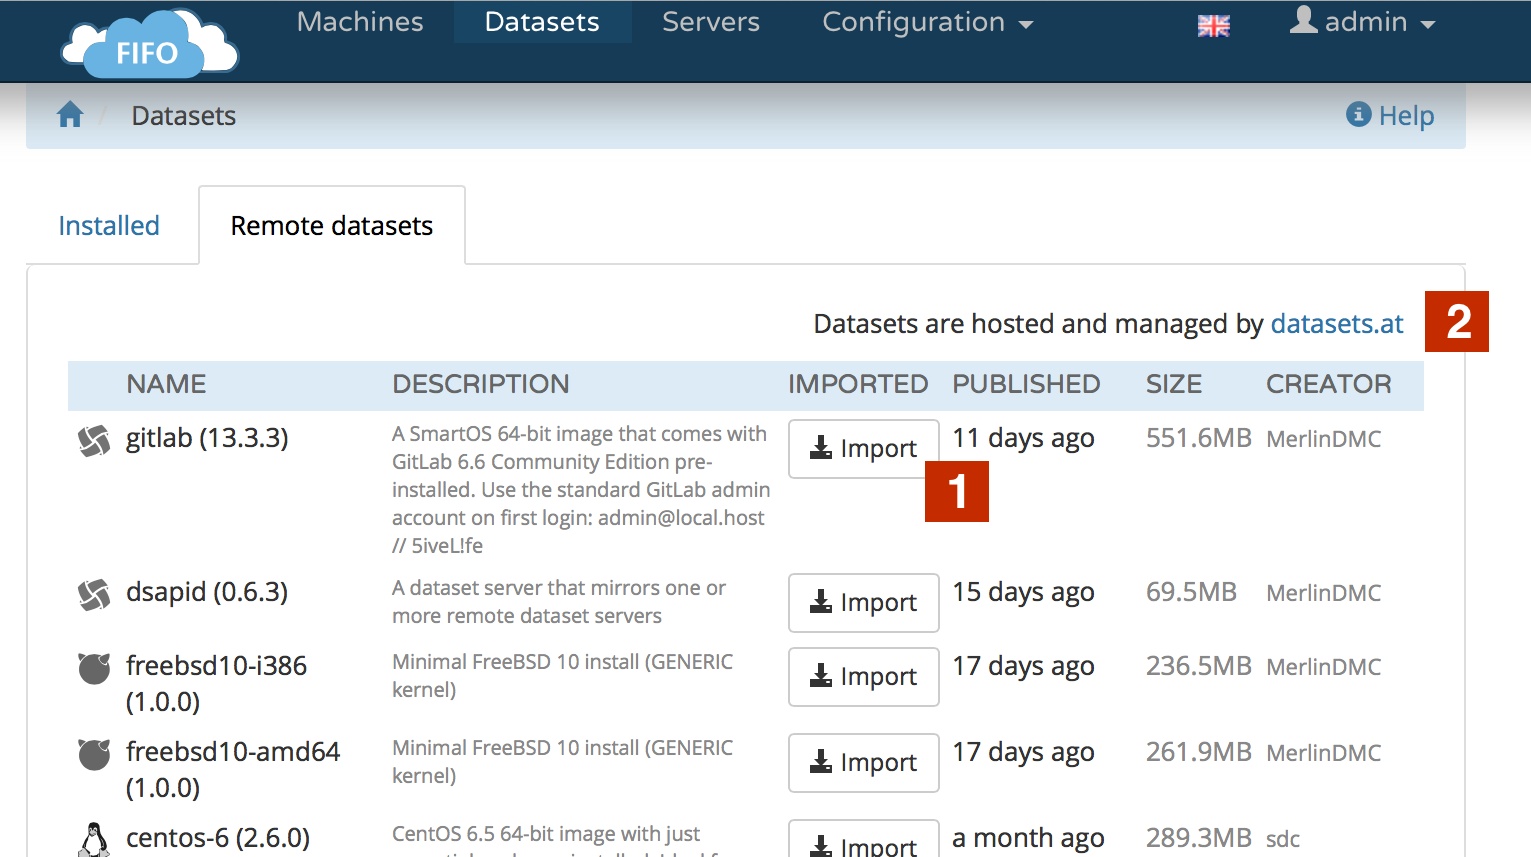 FIFO Machines Datasets Servers Configuration admin
Datasets Help
Installed Remote datasets
Datasets are hosted and managed by datasets.at 2
NAME DESCRIPTION IMPORTED PUBLISHED SIZE CREATOR
gitlab (13.3.3) A SmartOS 64-bit image that comes with Import 11 days ago 551.6MB MerlinDMC
GitLab 6.6 Community Edition pre-
installed. Use the standard GitLab admin 1
account on first login: admin@local.host
// 5iveL!fe
dsapid (0.6.3) A dataset server that mirrors one or Import 15 days ago 69.5MB MerlinDMC
more remote dataset servers
freebsd10-i386 Minimal FreeBSD 10 install (GENERIC Import 17 days ago 236.5MB MerlinDMC
(1.0.0) kernel)
freebsd10-amd64 Minimal FreeBSD 10 install (GENERIC Import 17 days ago 261.9MB MerlinDMC
(1.0.0) kernel)
centos-6 (2.6.0) CentOS 6.5 64-bit image with just Import a month ago 289.3MB sdc